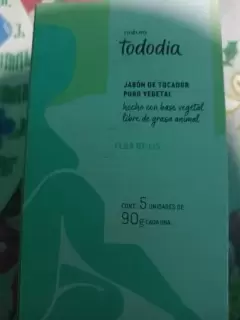 tododia
JABÓN DE TOCADOR
PURO VEGETAL
hecho con base vegetal
libre de grasa animal
CONT. 5 UNIDADES DE
90g CADA UNA